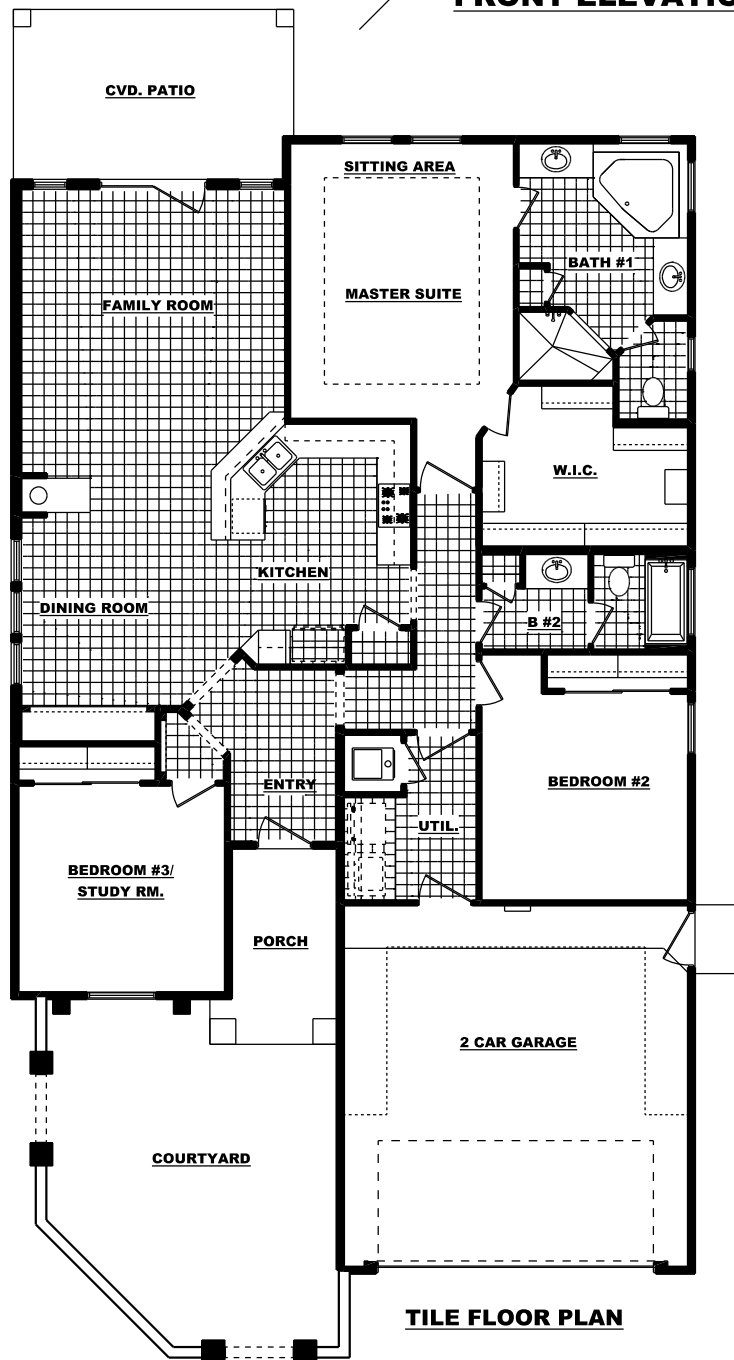 FRONT ELEVATIO
CVD. PATIO
SITTING AREA
BATH #1
MASTER SUITE
FAMILY ROOM
W.I.C.
KITCHEN
DINING ROOM
B #2
ENTRY
BEDROOM #2
UTIL.
BEDROOM #3/
STUDY RM.
PORCH
2 CAR GARAGE
COURTYARD
TILE FLOOR PLAN